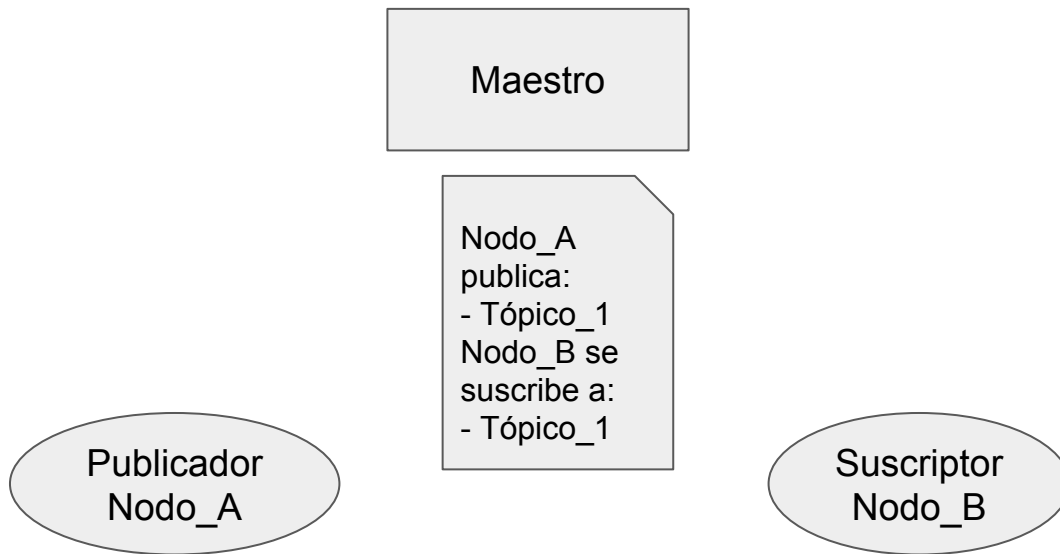 Maestro
Nodo_A
publica:
- Tópico_1
Nodo_B se
suscribe a:
- Tópico_1
Publicador
Nodo_A
Suscriptor
Nodo_B